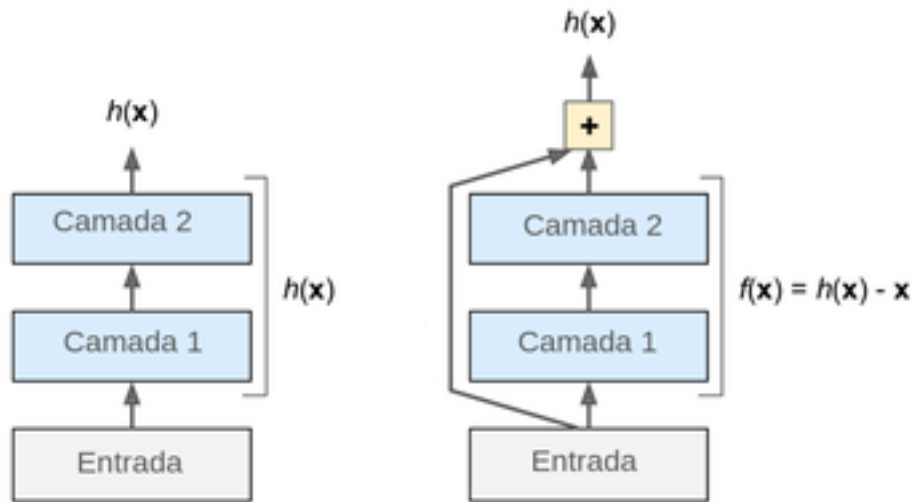 h(x)
Camada 2
h(x)
Camada 1
Entrada
h(x)
+
Camada 2
f(x) = h(x) - x
Camada 1
Entrada